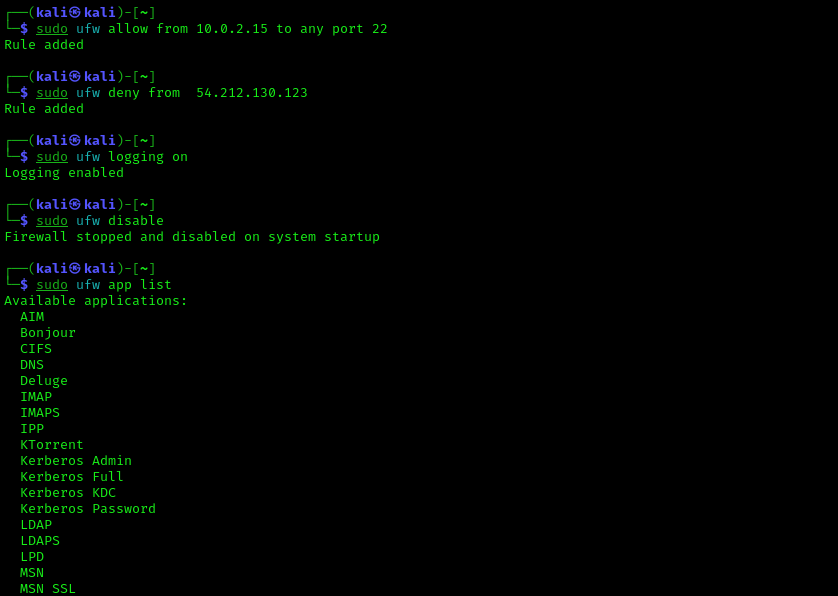 ┌──(kali㉿kali)-[~]
└─$ sudo ufw allow from 10.0.2.15 to any port 22
Rule added
┌──(kali㉿kali)-[~]
└─$ sudo ufw deny from  54.212.130.123
Rule added
┌──(kali㉿kali)-[~]
└─$ sudo ufw logging on
Logging enabled
┌──(kali㉿kali)-[~]
└─$ sudo ufw disable
Firewall stopped and disabled on system startup
┌──(kali㉿kali)-[~]
└─$ sudo ufw app list
Available applications:
  AIM
  Bonjour
  CIFS
  DNS
  Deluge
  IMAP
  IMAPS
  IPP
  KTorrent
  Kerberos Admin
  Kerberos Full
  Kerberos KDC
  Kerberos Password
  LDAP
  LDAPS
  LPD
  MSN
  MSN SSL